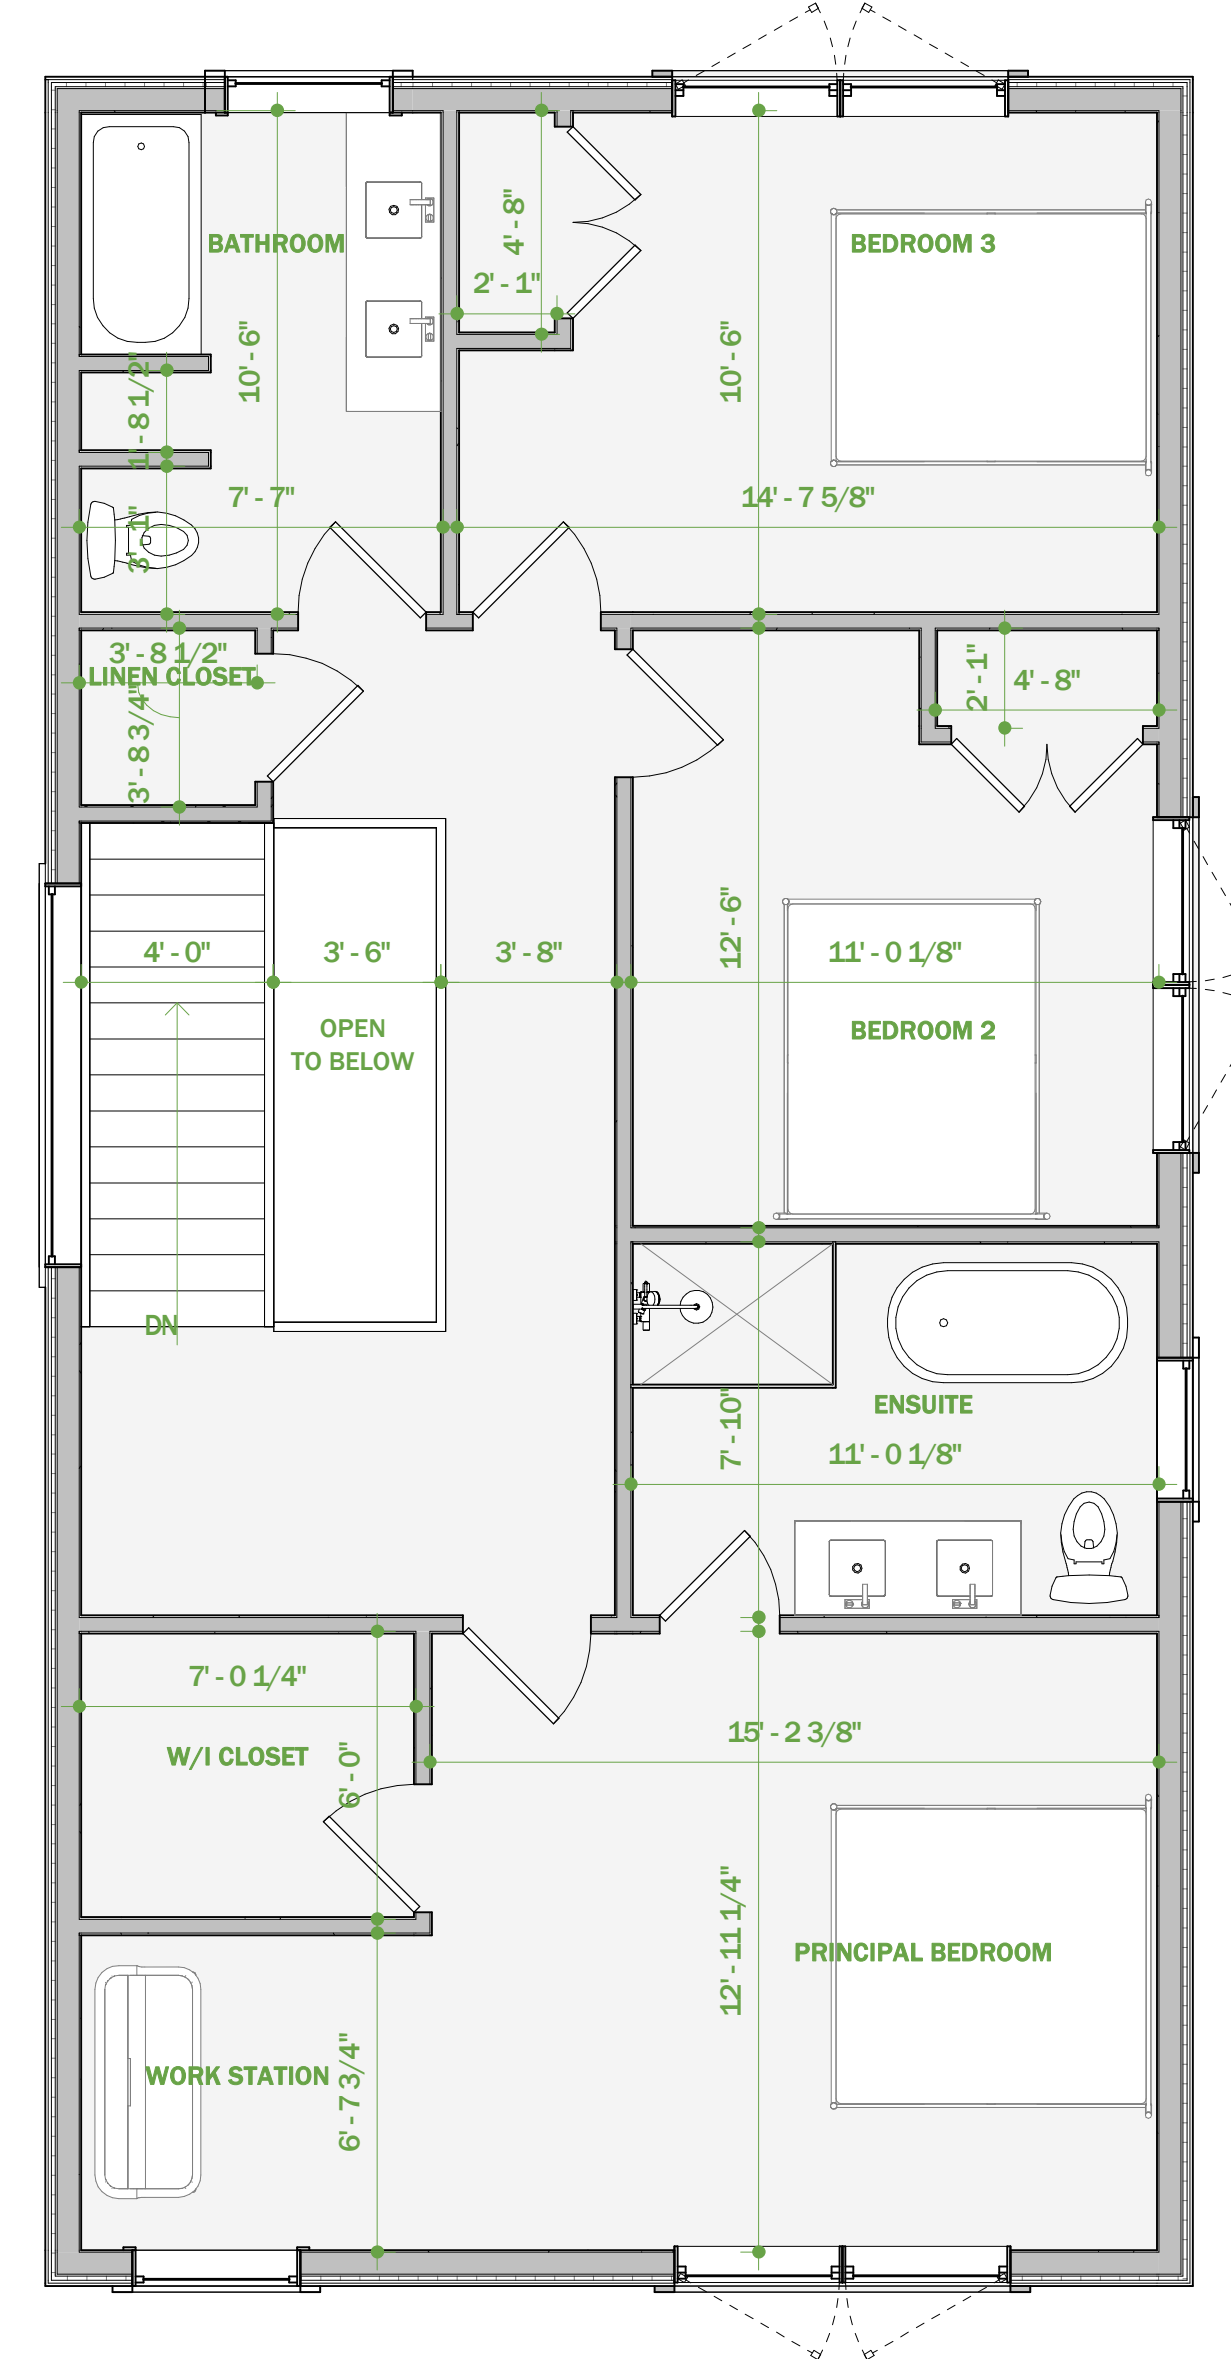 4' - 8"
BATHROOM
BEDROOM 3
2' - 1"
10' - 6"
10' - 6"
1' - 8 1/2"
7' - 7"
14' - 7 5/8"
3' - 1"
3' - 8 1/2"
LINEN CLOSET
2' - 1"
4' - 8"
3' - 8 3/4"
12' - 6"
4' - 0"
3' - 6"
3' - 8"
11' - 0 1/8"
OPEN
TO BELOW
BEDROOM 2
DN
ENSUITE
7' - 10"
11' - 0 1/8"
7' - 0 1/4"
15' - 2 3/8"
W/I CLOSET
6' - 0"
12' - 11 1/4"
PRINCIPAL BEDROOM
WORK STATION
6' - 7 3/4"